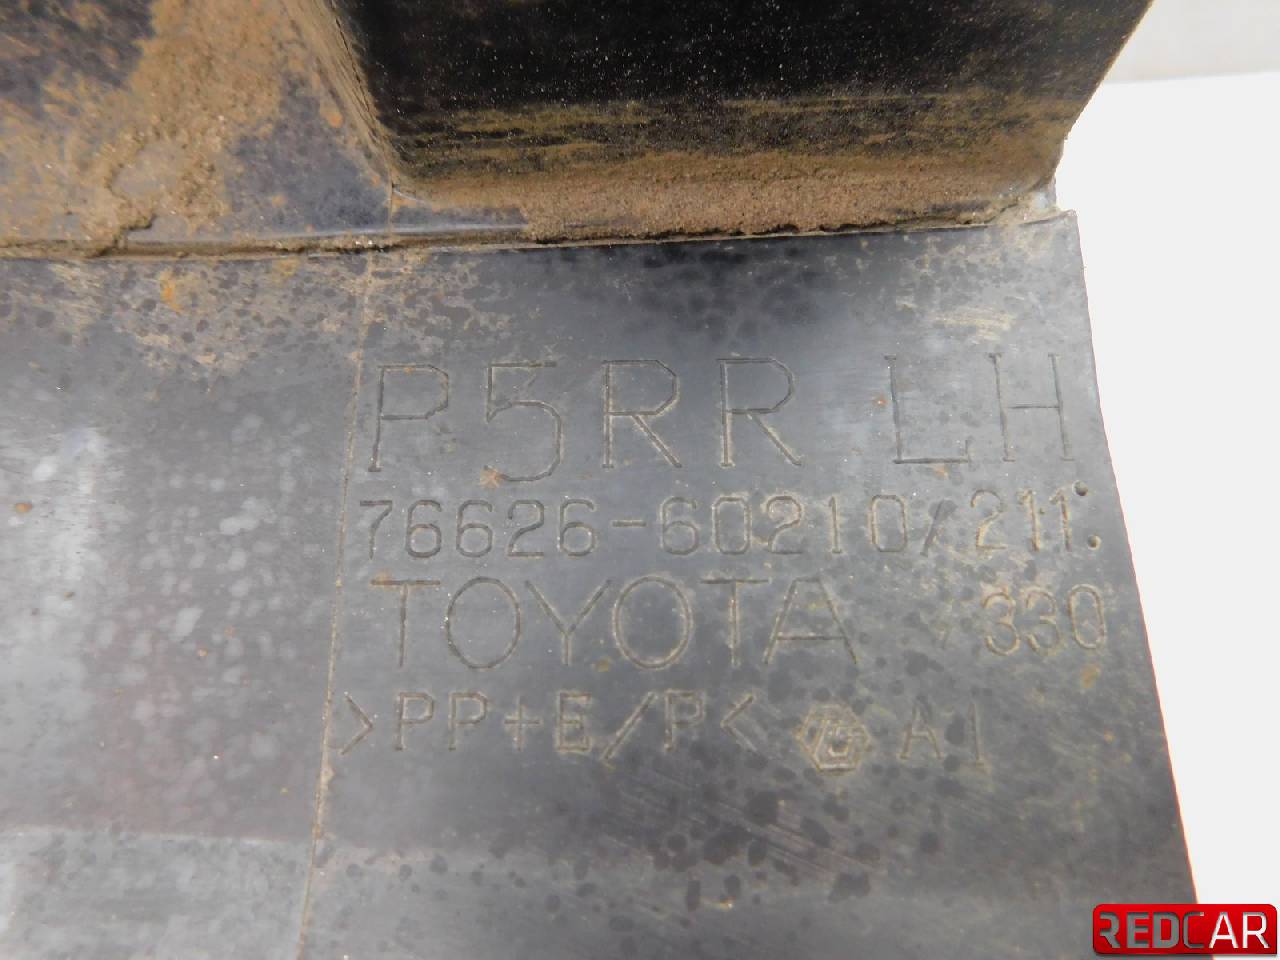 P5RR LH
76626-60210/211
TOYOTA 330
>PP+E/P< A1
REDCAR